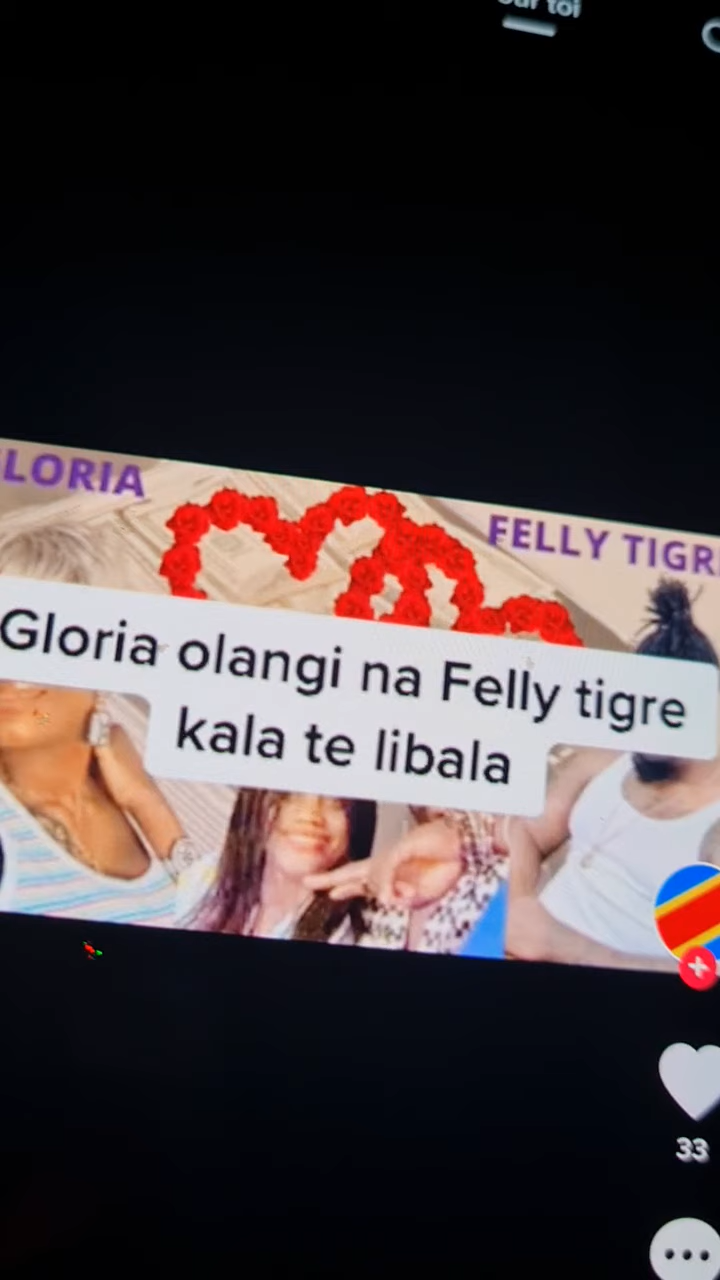 LORIA
FELLY TIGR
Gloria olangi na Felly tigre
kala te libala
33